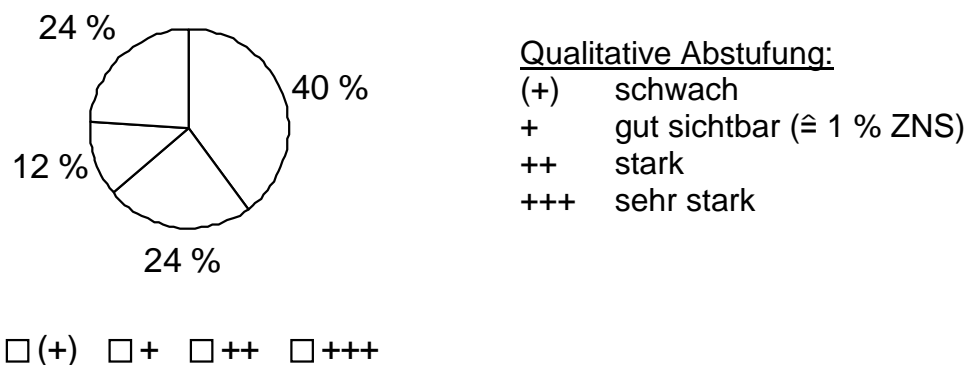 24 %
40 %
12 %
24 %
Qualitative Abstufung:
(+) schwach
+ gut sichtbar (≙ 1 % ZNS)
++ stark
+++ sehr stark
□ (+) □ + □ ++ □ +++